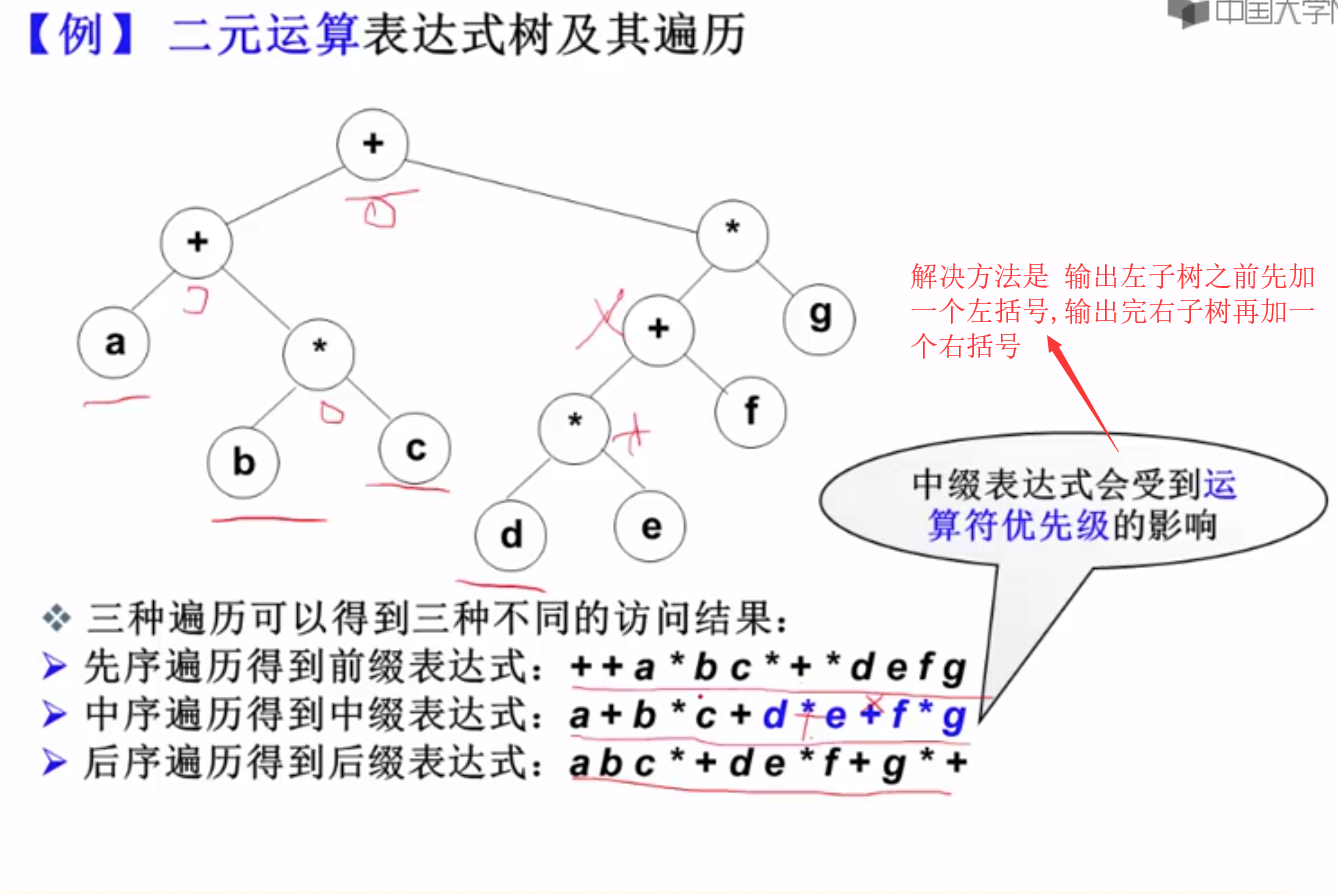 【例】 二元运算表达式树及其遍历
中国大学
+
+
*
a
*
+
g
b
c
*
f
d
e
解决方法是 输出左子树之前先加
一个左括号,输出完右子树再加一
个右括号
中缀表达式会受到运
算符优先级的影响
❖ 三种遍历可以得到三种不同的访问结果：
➢ 先序遍历得到前缀表达式：+ + a * b c * + * d e f g
➢ 中序遍历得到中缀表达式：a + b * c + d * e + f * g
➢ 后序遍历得到后缀表达式：a b c * + d e * f + g * +